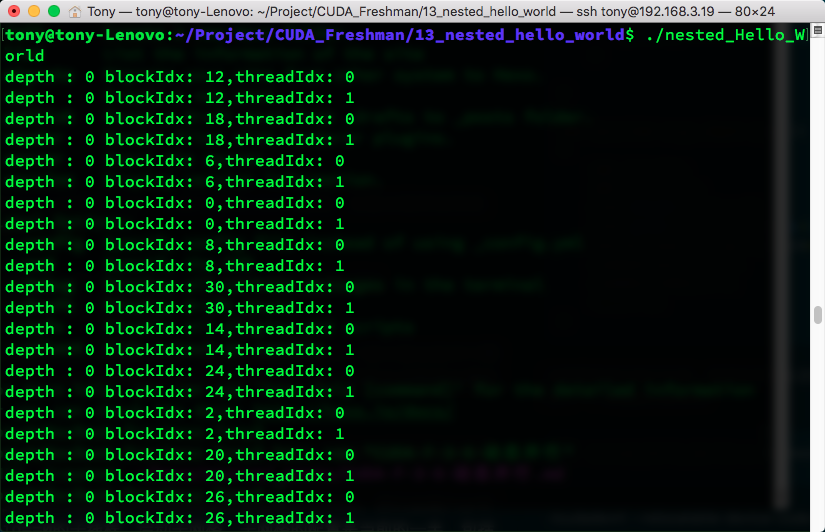 Tony — tony@tony-Lenovo: ~/Project/CUDA_Freshman/13_nested_hello_world — ssh tony@192.168.3.19 — 80×24
[tony@tony-Lenovo:~/Project/CUDA_Freshman/13_nested_hello_world$ ./nested_Hello_W]
orld
depth : 0 blockIdx: 12,threadIdx: 0
depth : 0 blockIdx: 12,threadIdx: 1
depth : 0 blockIdx: 18,threadIdx: 0
depth : 0 blockIdx: 18,threadIdx: 1
depth : 0 blockIdx: 6,threadIdx: 0
depth : 0 blockIdx: 6,threadIdx: 1
depth : 0 blockIdx: 0,threadIdx: 0
depth : 0 blockIdx: 0,threadIdx: 1
depth : 0 blockIdx: 8,threadIdx: 0
depth : 0 blockIdx: 8,threadIdx: 1
depth : 0 blockIdx: 30,threadIdx: 0
depth : 0 blockIdx: 30,threadIdx: 1
depth : 0 blockIdx: 14,threadIdx: 0
depth : 0 blockIdx: 14,threadIdx: 1
depth : 0 blockIdx: 24,threadIdx: 0
depth : 0 blockIdx: 24,threadIdx: 1
depth : 0 blockIdx: 2,threadIdx: 0
depth : 0 blockIdx: 2,threadIdx: 1
depth : 0 blockIdx: 20,threadIdx: 0
depth : 0 blockIdx: 20,threadIdx: 1
depth : 0 blockIdx: 26,threadIdx: 0
depth : 0 blockIdx: 26,threadIdx: 1